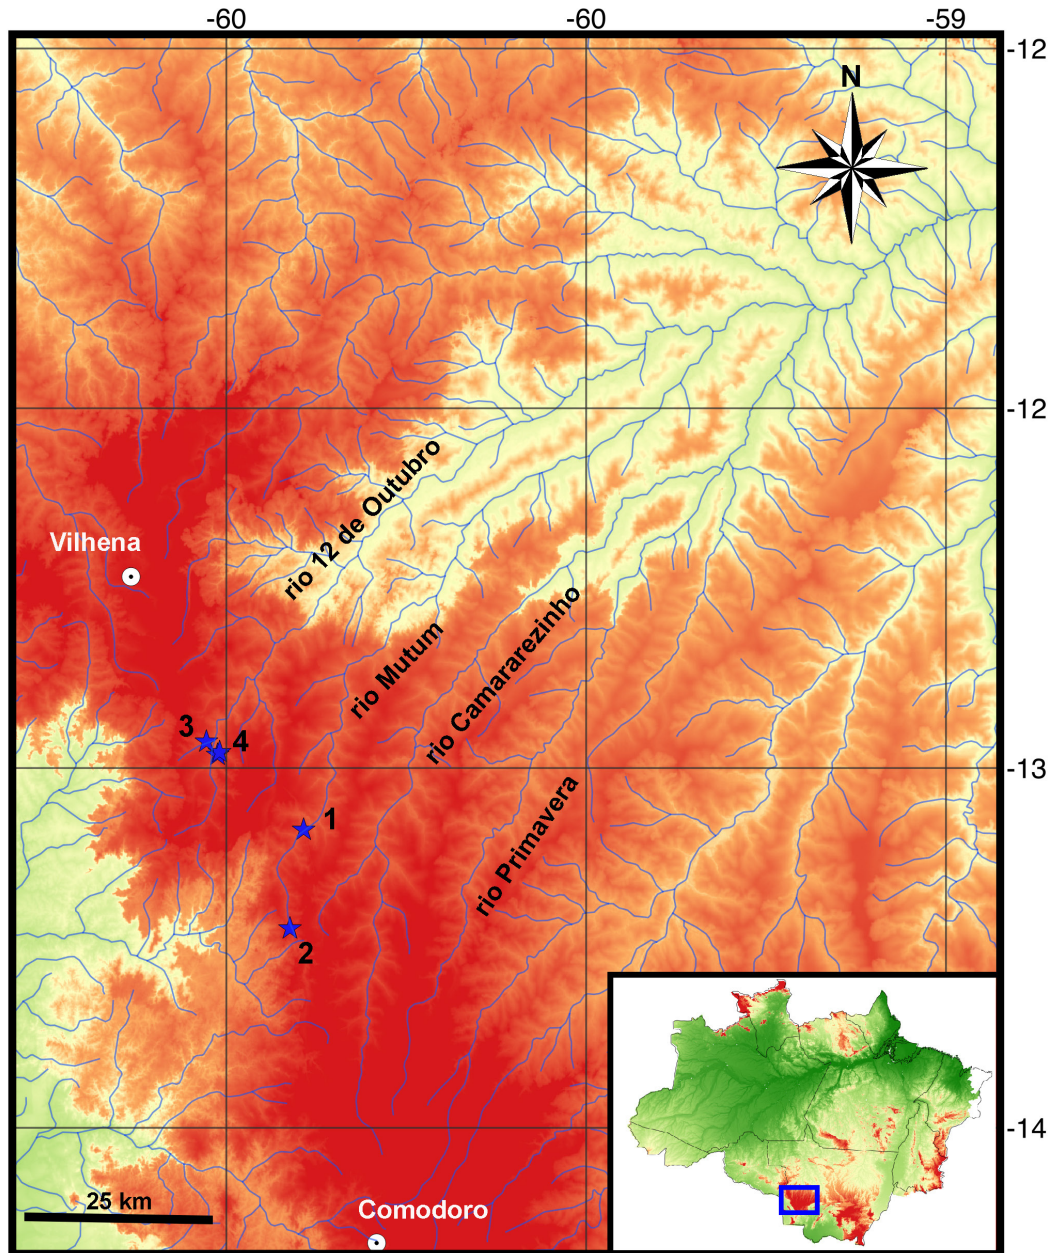 -60
-60
-59
-12
N
-12
rio 12 de Outubro
Vilhena
rio Mutum
rio Camararezinho
3
4
-13
1
rio Primavera
2
-14
25 km
Comodoro